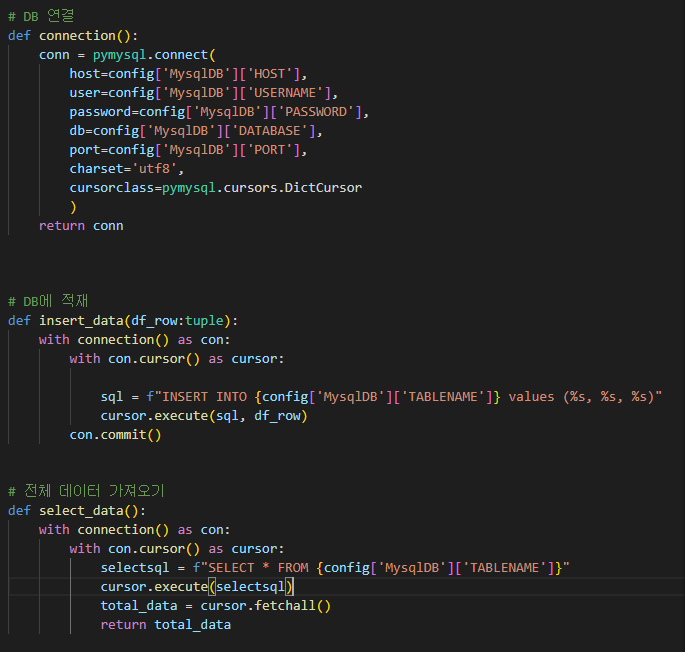 # DB 연결
def connection():
    conn = pymysql.connect(
        host=config['MysqlDB']['HOST'],
        user=config['MysqlDB']['USERNAME'],
        password=config['MysqlDB']['PASSWORD'],
        db=config['MysqlDB']['DATABASE'],
        port=config['MysqlDB']['PORT'],
        charset='utf8',
        cursorclass=pymysql.cursors.DictCursor
        )
    return conn
# DB에 적재
def insert_data(df_row:tuple):
    with connection() as con:
        with con.cursor() as cursor:
            sql = f"INSERT INTO {config['MysqlDB']['TABLENAME']} values (%s, %s, %s)"
            cursor.execute(sql, df_row)
        con.commit()
# 전체 데이터 가져오기
def select_data():
    with connection() as con:
        with con.cursor() as cursor:
            selectsql = f"SELECT * FROM {config['MysqlDB']['TABLENAME']}"
            cursor.execute(selectsql)
            total_data = cursor.fetchall()
            return total_data